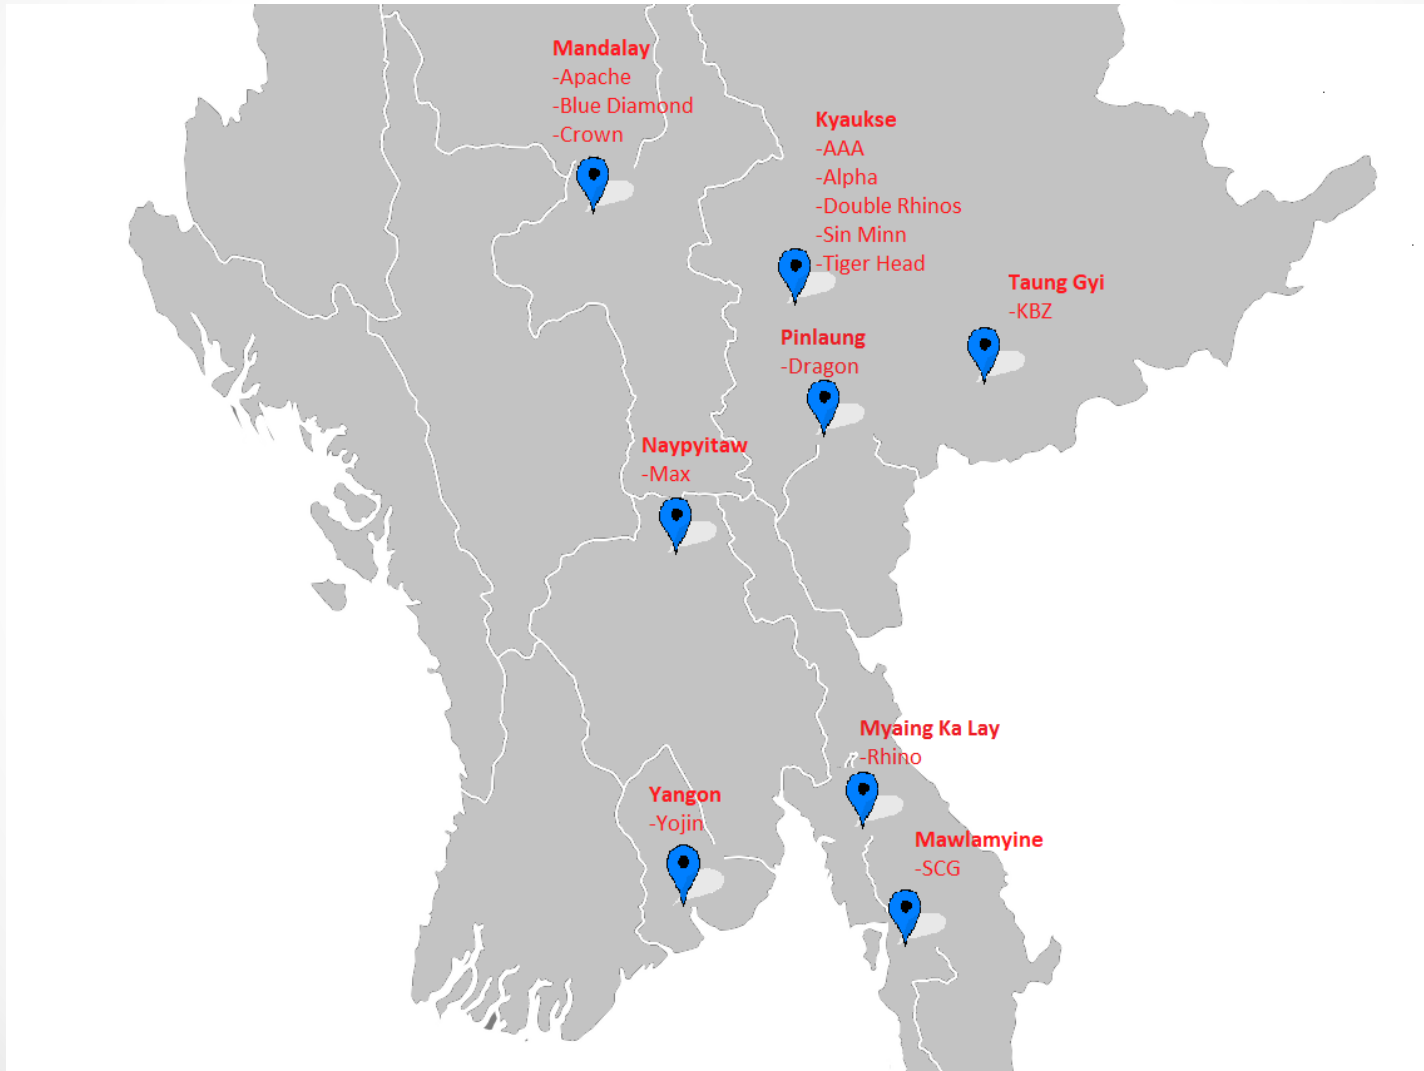 Mandalay
-Apache
-Blue Diamond
-Crown
Kyaukse
-AAA
-Alpha
-Double Rhinos
-Sin Minn
-Tiger Head
Taung Gyi
-KBZ
Pinlaung
-Dragon
Naypyitaw
-Max
Myaing Ka Lay
-Rhino
Yangon
-Yojin
Mawlamyine
-SCG